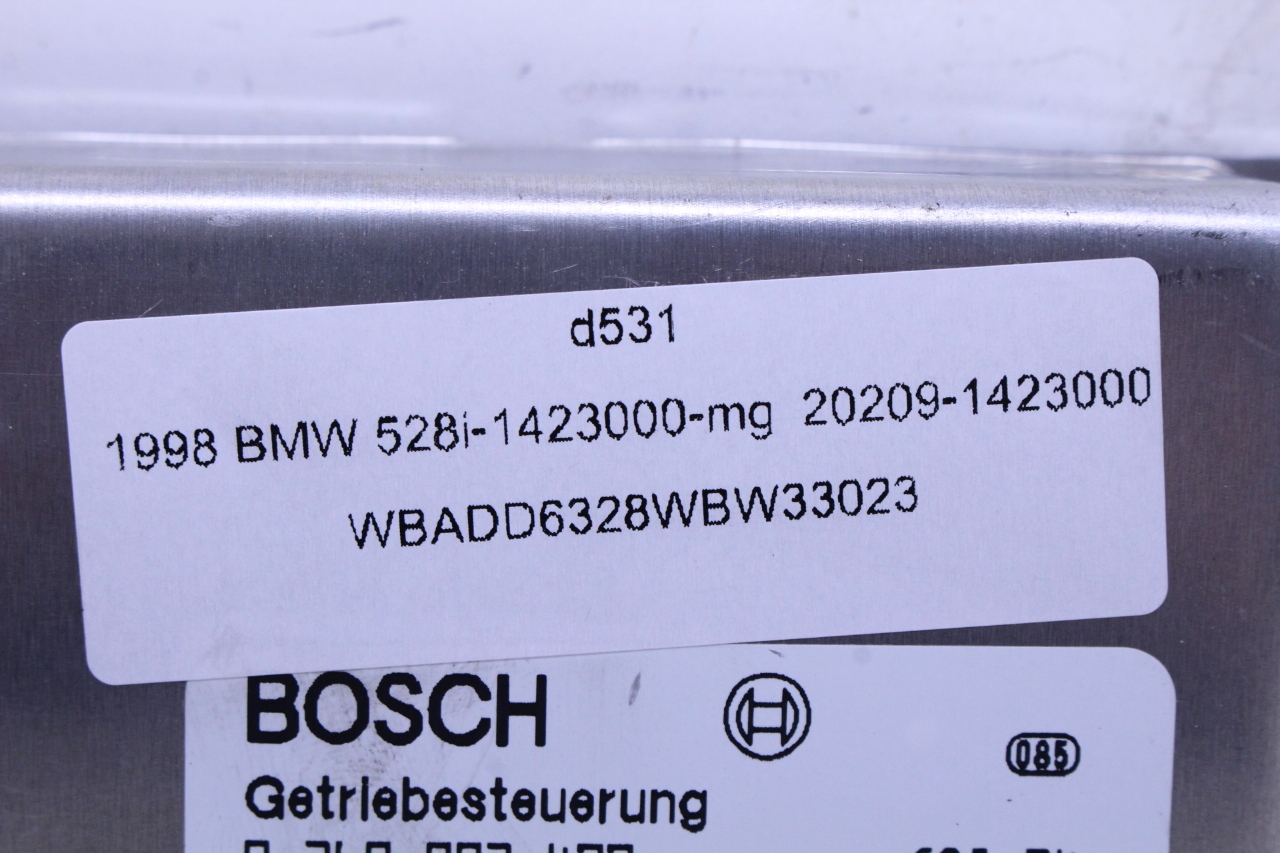 d531
1998 BMW 528i-1423000-mg 20209-1423000
WBADD6328WBW33023
BOSCH
085
Getriebesteuerung